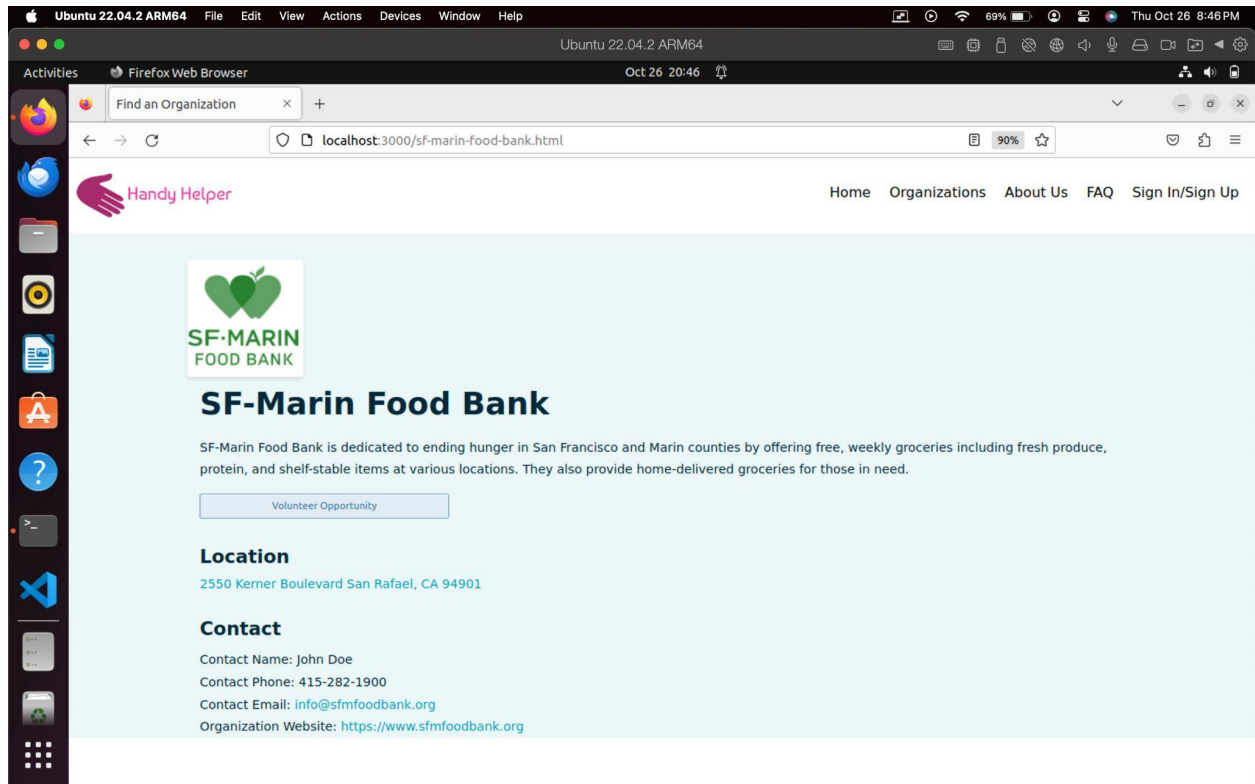 Ubuntu 22.04.2 ARM64 File Edit View Actions Devices Window Help 69% Thu Oct 26 8:46 PM
Ubuntu 22.04.2 ARM64
Activities Firefox Web Browser Oct 26 20:46
Find an Organization
localhost:3000/sf-marin-food-bank.html 90%
Handy Helper Home Organizations About Us FAQ Sign In/Sign Up
SF·MARIN
FOOD BANK
SF-Marin Food Bank
SF-Marin Food Bank is dedicated to ending hunger in San Francisco and Marin counties by offering free, weekly groceries including fresh produce,
protein, and shelf-stable items at various locations. They also provide home-delivered groceries for those in need.
Volunteer Opportunity
Location
2550 Kerner Boulevard San Rafael, CA 94901
Contact
Contact Name: John Doe
Contact Phone: 415-282-1900
Contact Email: info@sfmfoodbank.org
Organization Website: https://www.sfmfoodbank.org